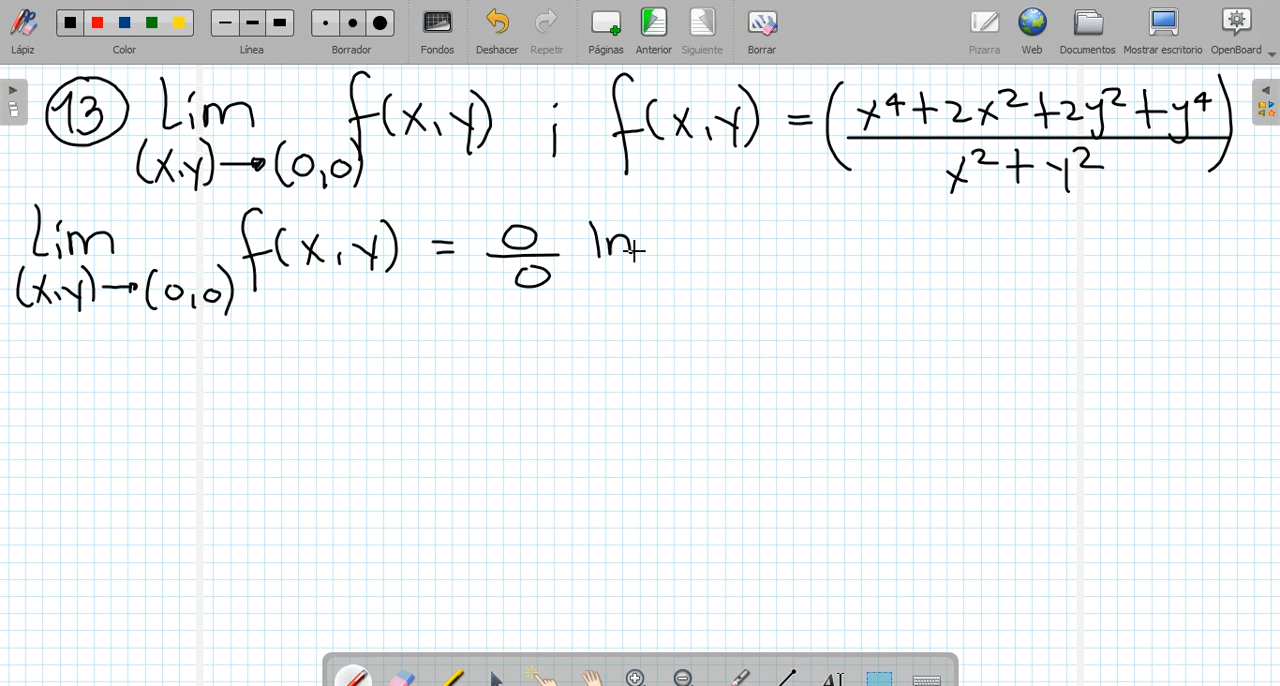 Lápiz Color Línea Borrador Fondos Deshacer Repetir Páginas Anterior Siguiente Borrar Pizarra Web Documentos Mostrar escritorio OpenBoard
13 Lim f(x,y) ; f(x,y) = (x⁴+2x²+2y²+y⁴ / x²+y²)
(x,y)→(0,0)
Lim f(x,y) = 0/0 In
(x,y)→(0,0)
AI